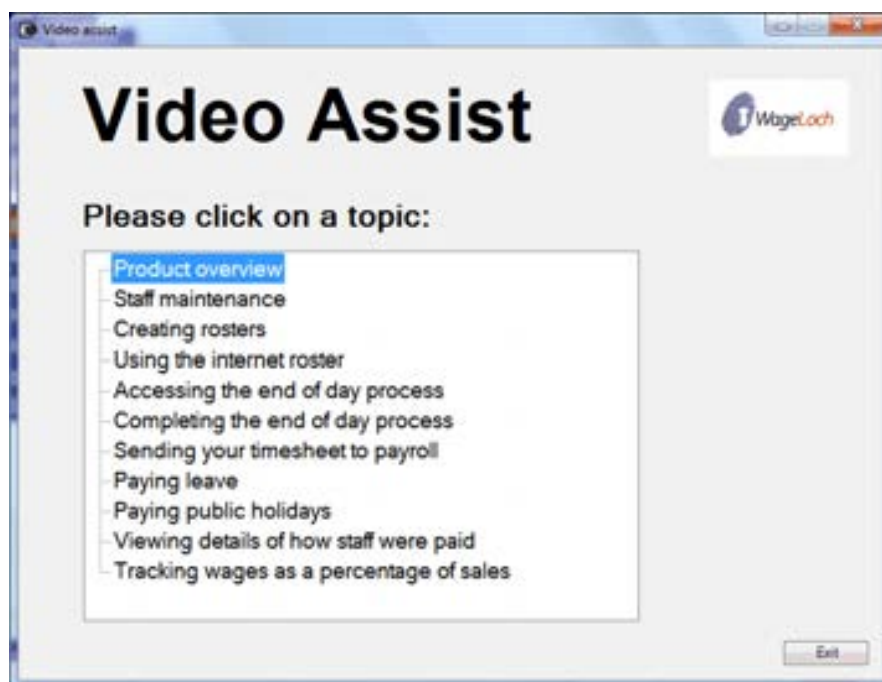 Video assist
Video Assist
WageLoch
Please click on a topic:
Product overview
Staff maintenance
Creating rosters
Using the internet roster
Accessing the end of day process
Completing the end of day process
Sending your timesheet to payroll
Paying leave
Paying public holidays
Viewing details of how staff were paid
Tracking wages as a percentage of sales
Exit